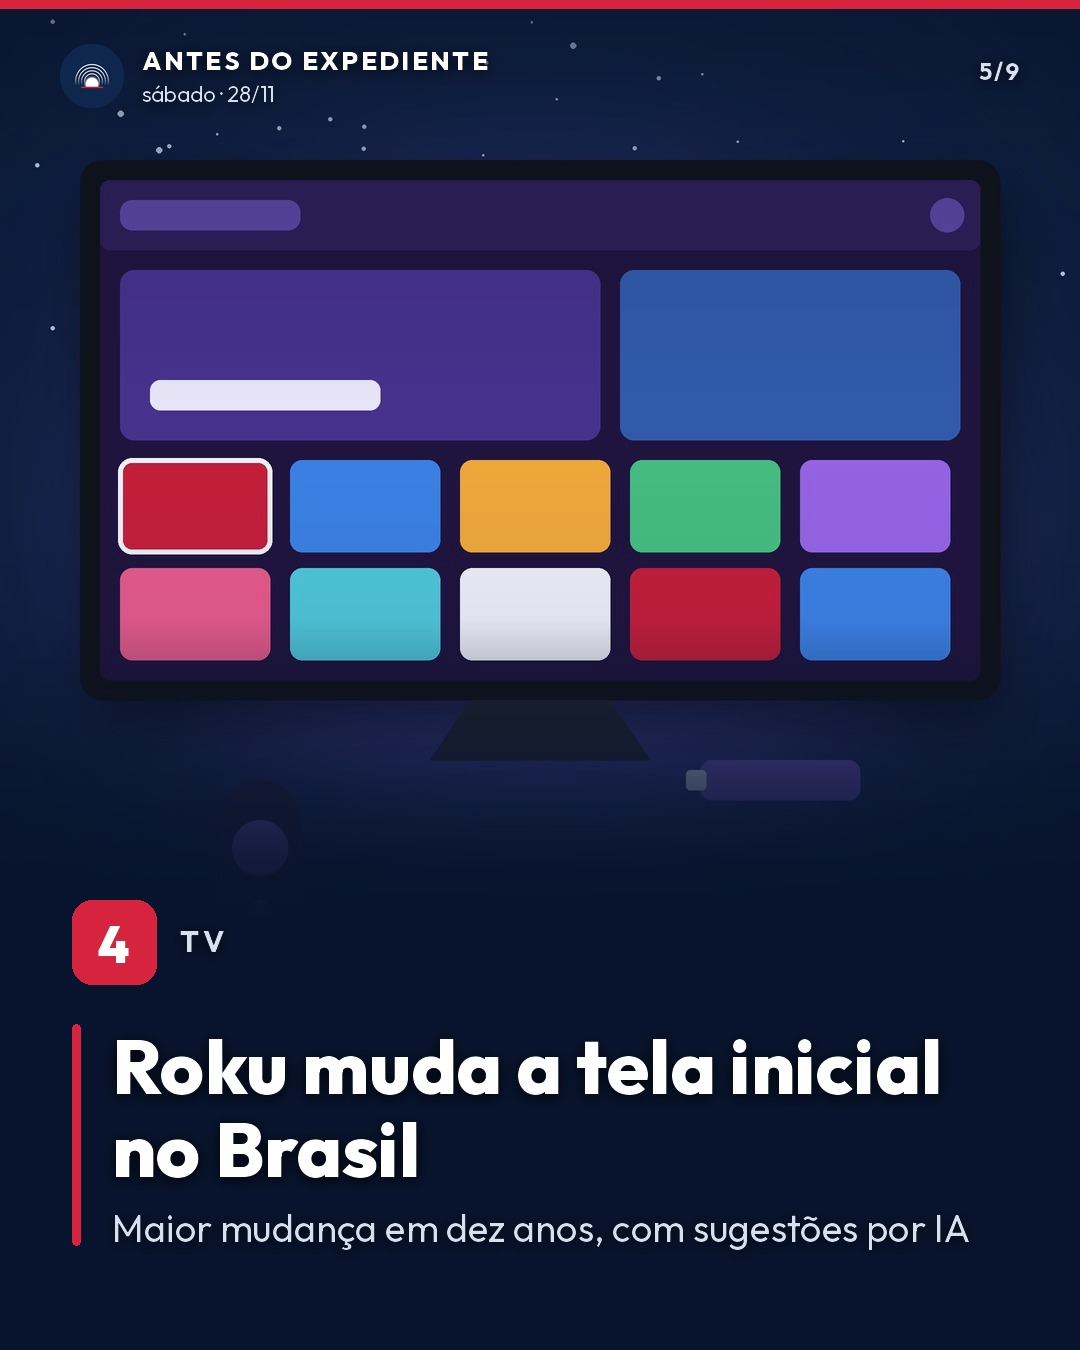 ANTES DO EXPEDIENTE
sábado · 28/11
5/9
4
TV
Roku muda a tela inicial
no Brasil
Maior mudança em dez anos, com sugestões por IA